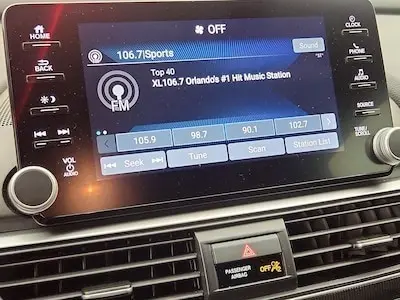 OFF
HOME
106.7|Sports
Sound
CLOCK
BACK
FM
Top 40
XL106.7 Orlando's #1 Hit Music Station
PHONE
AUDIO
105.9
98.7
90.1
102.7
SOURCE
VOL
AUDIO
Seek
Tune
Scan
Station List
TUNE/
SCROLL
PASSENGER
AIRBAG
OFF